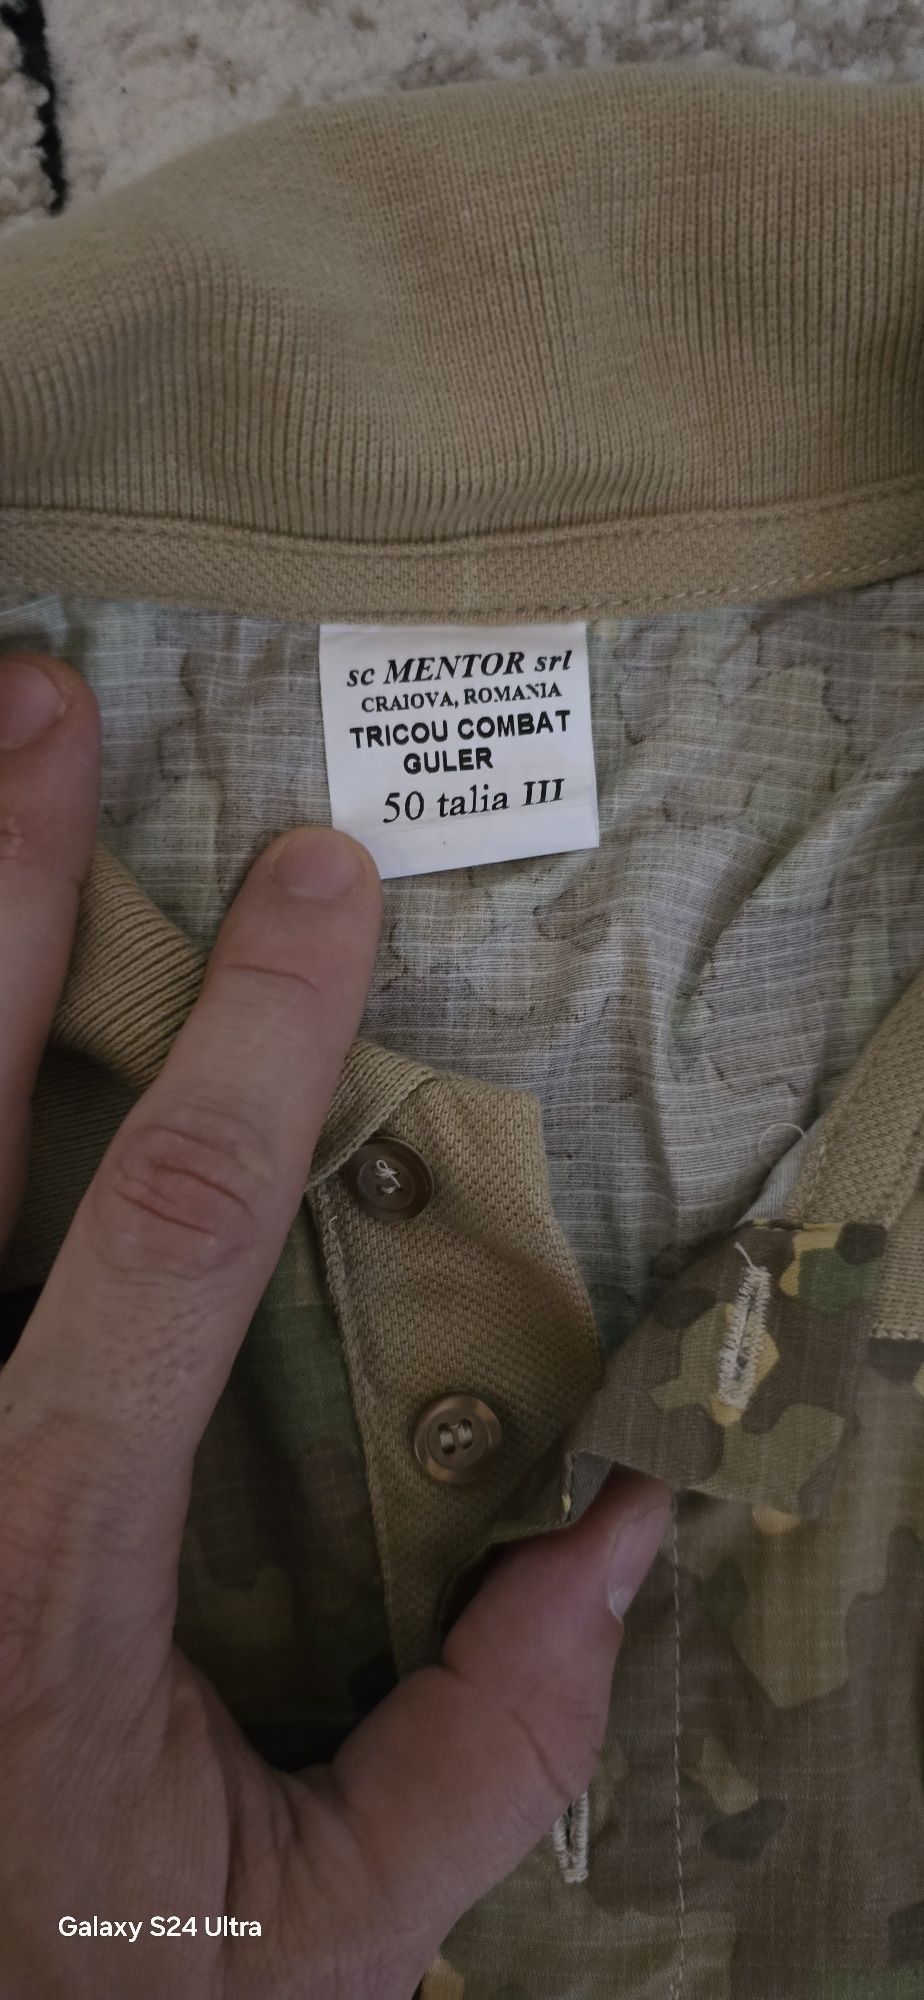 sc MENTOR srl
CRAIOVA, ROMANIA
TRICOU COMBAT
GULER
50 talia III
Galaxy S24 Ultra